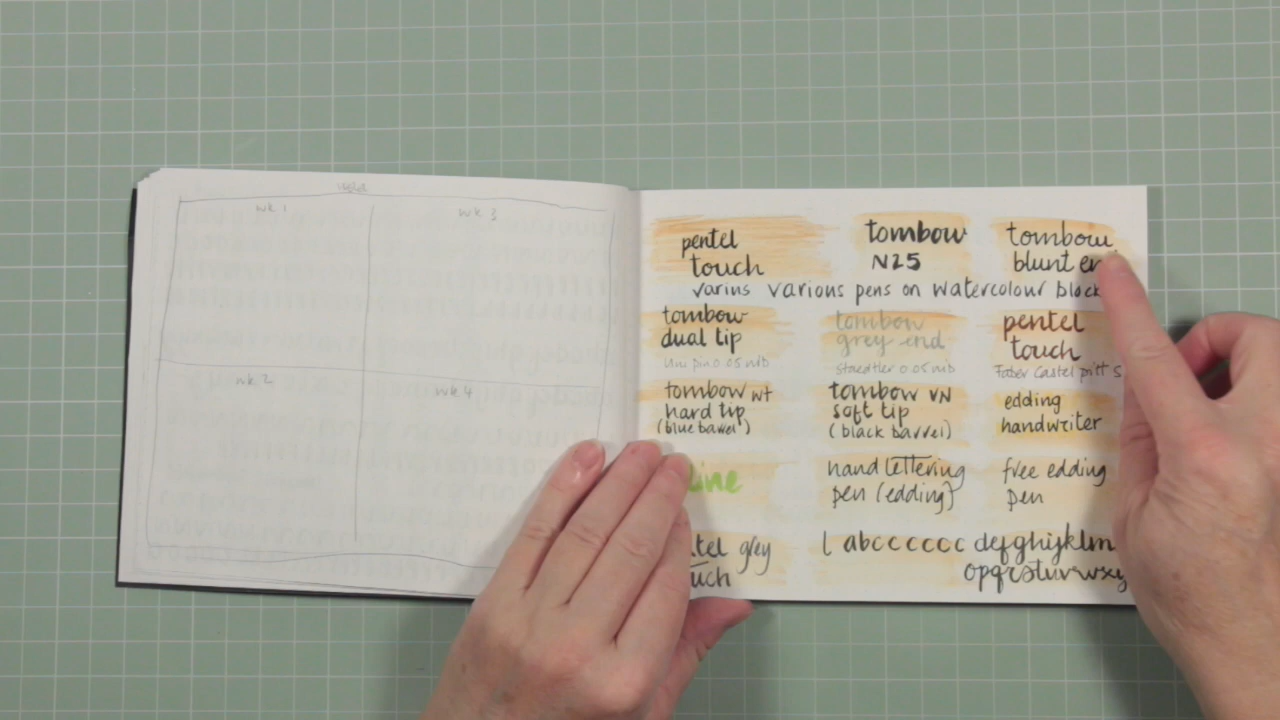 wk 1
wk 3
wk 2
wk 4
pentel
touch
tombow
N25
tombow
blunt en
varins various pens on watercolour block
tombow
dual tip
tombow
grey end
pentel
touch
Uni pin 0.05 nib
Staedtler 0.05 nib
Faber Castel pitt S
tombow wt
hard tip
(blue barrel)
tombow VN
soft tip
(black barrel)
edding
handwriter
line
hand lettering
pen (edding)
free edding
pen
tel grey
uch
l abcccccc defghijklm
opqrstuvwxy